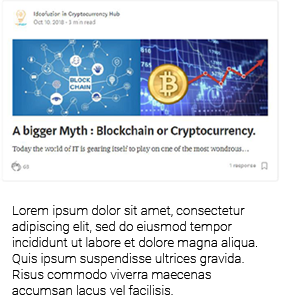 Ideafusion in Cryptocurrency Hub
Oct 10, 2018 · 3 min read
BLOCK
CHAIN
A bigger Myth : Blockchain or Cryptocurrency.
Today the world of IT is gearing itself to play on one of the most wondrous...
1 response
Lorem ipsum dolor sit amet, consectetur
adipiscing elit, sed do eiusmod tempor
incididunt ut labore et dolore magna aliqua.
Quis ipsum suspendisse ultrices gravida.
Risus commodo viverra maecenas
accumsan lacus vel facilisis.